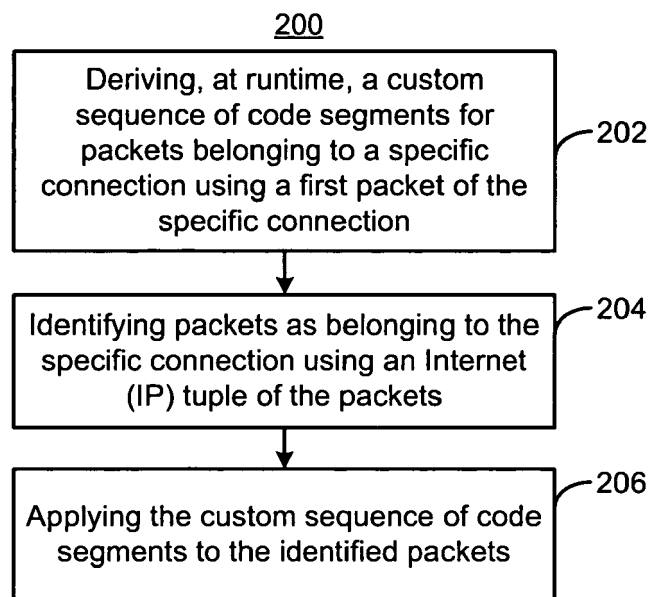 200
Deriving, at runtime, a custom
sequence of code segments for
packets belonging to a specific
connection using a first packet of the
specific connection
202
Identifying packets as belonging to the
specific connection using an Internet
(IP) tuple of the packets
204
Applying the custom sequence of code
segments to the identified packets
206